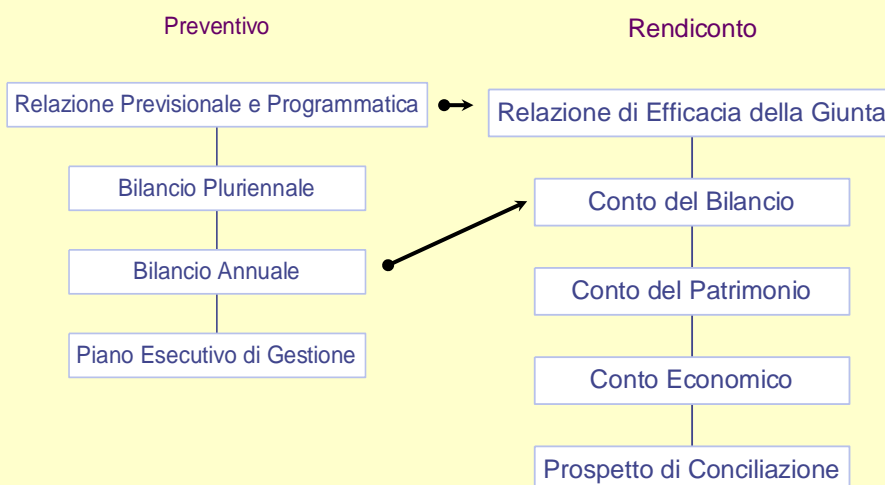 Preventivo
Relazione Previsionale e Programmatica
Bilancio Pluriennale
Bilancio Annuale
Piano Esecutivo di Gestione
Rendiconto
Relazione di Efficacia della Giunta
Conto del Bilancio
Conto del Patrimonio
Conto Economico
Prospetto di Conciliazione